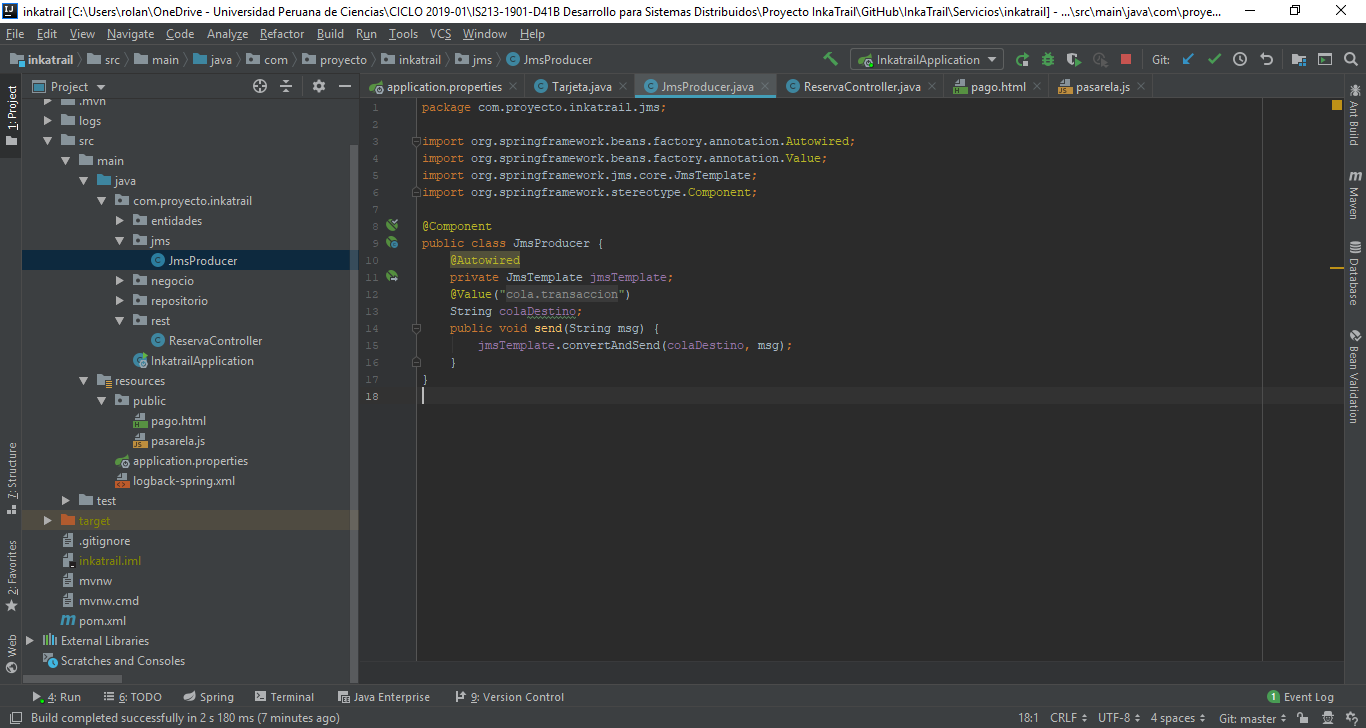 inkatrail [C:\Users\rolan\OneDrive - Universidad Peruana de Ciencias\CICLO 2019-01\IS213-1901-D41B Desarrollo para Sistemas Distribuidos\Proyecto InkaTrail\GitHub\InkaTrail\Servicios\inkatrail] - ...\src\main\java\com\proye...
File Edit View Navigate Code Analyze Refactor Build Run Tools VCS Window Help
inkatrail src main java com proyecto inkatrail jms JmsProducer InkatrailApplication Git:
Project
application.properties Tarjeta.java JmsProducer.java ReservaController.java pago.html pasarela.js
1: Project
7: Structure
2: Favorites
Web
.mvn
logs
src
main
java
com.proyecto.inkatrail
entidades
jms
JmsProducer
negocio
repositorio
rest
ReservaController
InkatrailApplication
resources
public
pago.html
pasarela.js
application.properties
logback-spring.xml
test
target
.gitignore
inkatrail.iml
mvnw
mvnw.cmd
pom.xml
External Libraries
Scratches and Consoles
1 package com.proyecto.inkatrail.jms;
2
3 import org.springframework.beans.factory.annotation.Autowired;
4 import org.springframework.beans.factory.annotation.Value;
5 import org.springframework.jms.core.JmsTemplate;
6 import org.springframework.stereotype.Component;
7
8 @Component
9 public class JmsProducer {
10 @Autowired
11 private JmsTemplate jmsTemplate;
12 @Value("cola.transaccion")
13 String colaDestino;
14 public void send(String msg) {
15 jmsTemplate.convertAndSend(colaDestino, msg);
16 }
17 }
18
Ant Build
Maven
Database
Bean Validation
4: Run 6: TODO Spring Terminal Java Enterprise 9: Version Control 1 Event Log
Build completed successfully in 2 s 180 ms (7 minutes ago) 18:1 CRLF UTF-8 4 spaces Git: master